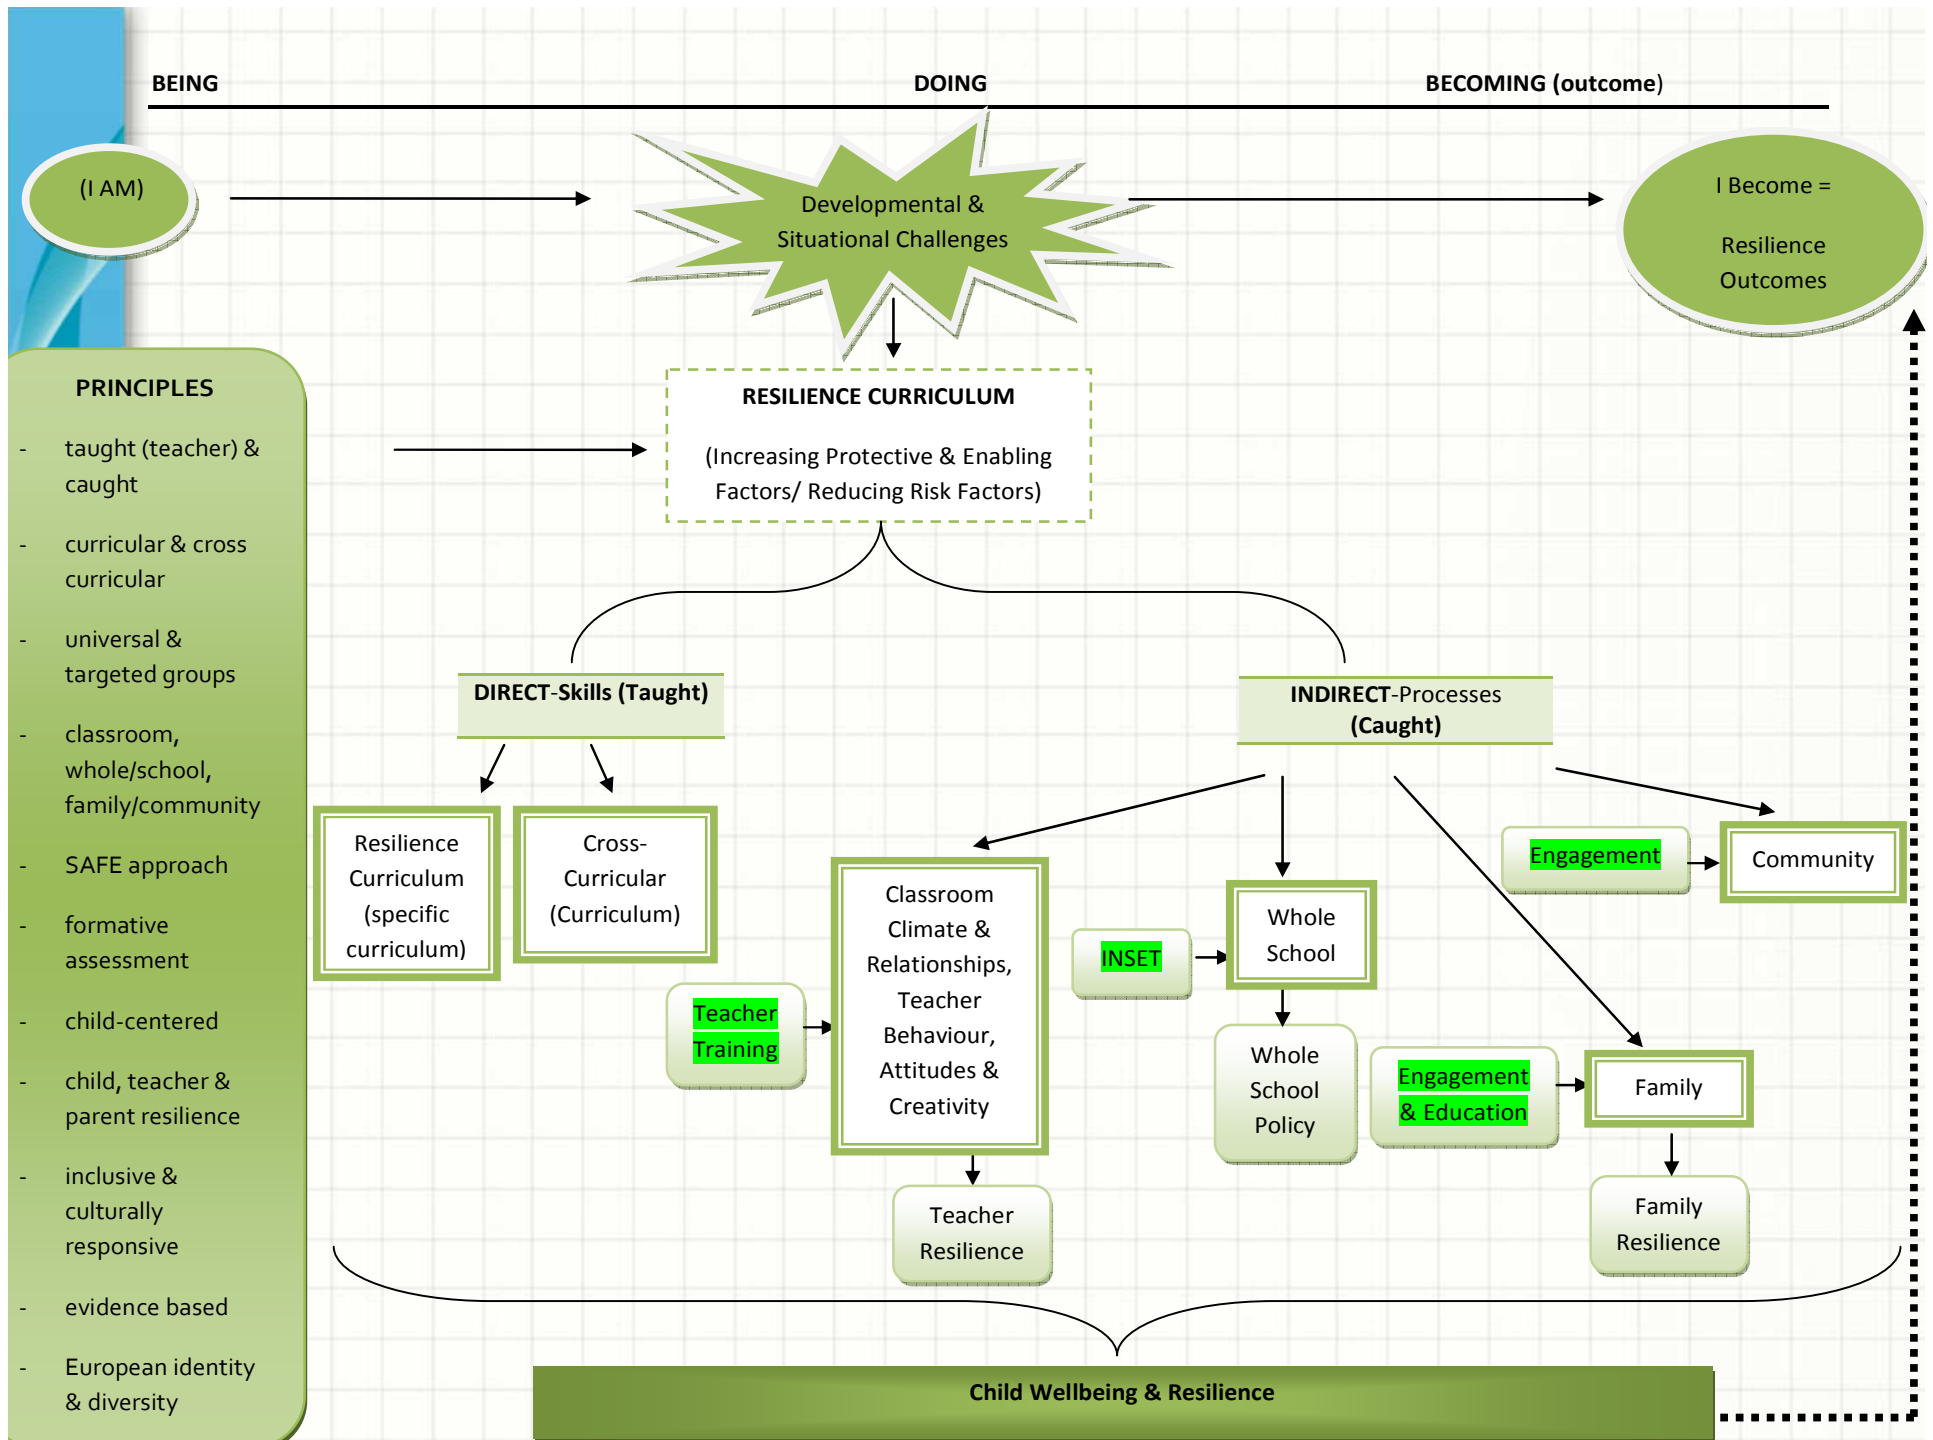 BEING
DOING
BECOMING (outcome)
(I AM)
Developmental &
Situational Challenges
I Become =
Resilience
Outcomes
PRINCIPLES
- taught (teacher) &
caught
- curricular & cross
curricular
- universal &
targeted groups
- classroom,
whole/school,
family/community
- SAFE approach
- formative
assessment
- child-centered
- child, teacher &
parent resilience
- inclusive &
culturally
responsive
- evidence based
- European identity
& diversity
RESILIENCE CURRICULUM
(Increasing Protective & Enabling
Factors/ Reducing Risk Factors)
DIRECT-Skills (Taught)
INDIRECT-Processes
(Caught)
Resilience
Curriculum
(specific
curriculum)
Cross-
Curricular
(Curriculum)
Teacher
Training
Classroom
Climate &
Relationships,
Teacher
Behaviour,
Attitudes &
Creativity
Teacher
Resilience
INSET
Whole
School
Whole
School
Policy
Engagement
& Education
Family
Family
Resilience
Engagement
Community
Child Wellbeing & Resilience